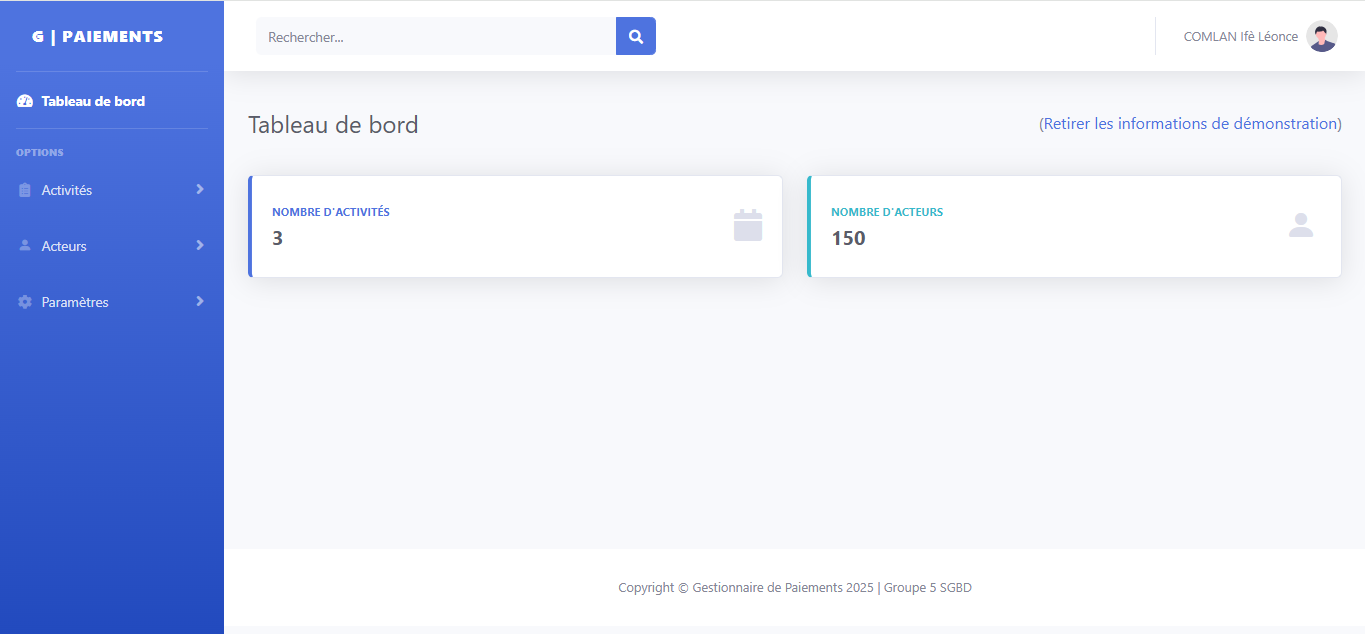 G | PAIEMENTS
Tableau de bord
OPTIONS
Activités
Acteurs
Paramètres
Rechercher...
COMLAN Ifè Léonce
Tableau de bord
(Retirer les informations de démonstration)
NOMBRE D'ACTIVITÉS
3
NOMBRE D'ACTEURS
150
Copyright © Gestionnaire de Paiements 2025 | Groupe 5 SGBD